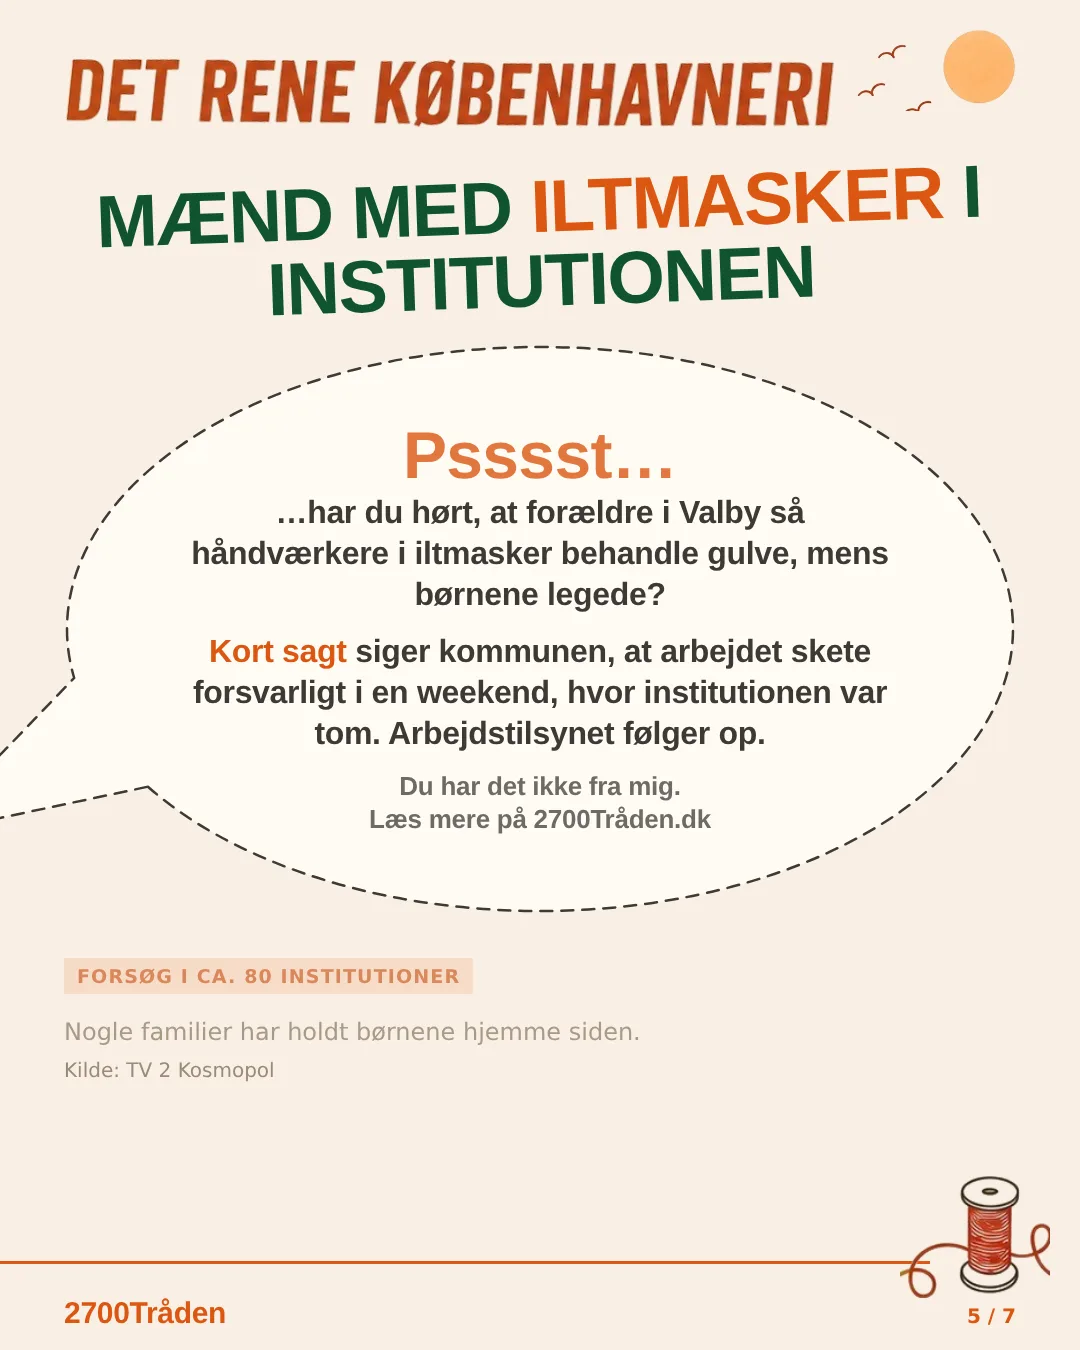 DET RENE KØBENHAVNERI
MÆND MED ILTMASKER I
INSTITUTIONEN
Psssst...
...har du hørt, at forældre i Valby så
håndværkere i iltmasker behandle gulve, mens
børnene legede?
Kort sagt siger kommunen, at arbejdet skete
forsvarligt i en weekend, hvor institutionen var
tom. Arbejdstilsynet følger op.
Du har det ikke fra mig.
Læs mere på 2700Tråden.dk
FORSØG I CA. 80 INSTITUTIONER
Nogle familier har holdt børnene hjemme siden.
Kilde: TV 2 Kosmopol
2700Tråden
5 / 7